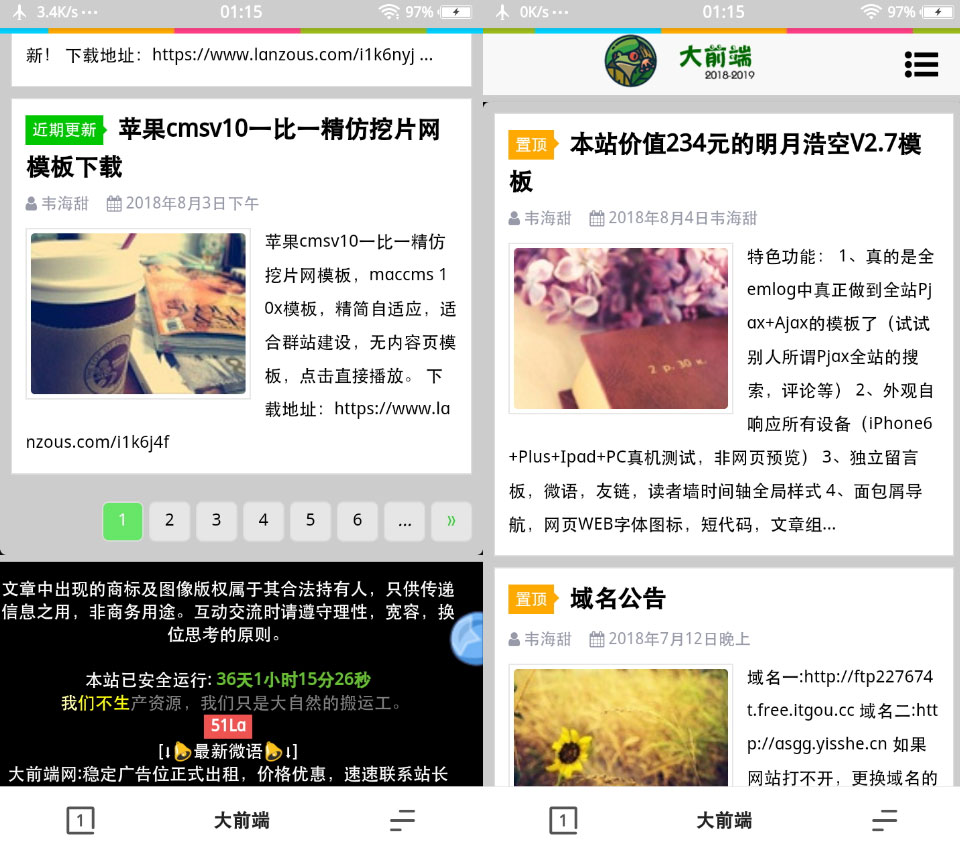 3.4K/s ···
01:15
97%
新！ 下载地址：https://www.lanzous.com/i1k6nyj ...
近期更新
苹果cmsv10一比一精仿挖片网
模板下载
韦海甜 2018年8月3日下午
苹果cmsv10一比一精仿
挖片网模板，maccms 1
0x模板，精简自适应，适
合群站建设，无内容页模
板，点击直接播放。 下
载地址：https://www.la
nzous.com/i1k6j4f
1 2 3 4 5 6 ... »
文章中出现的商标及图像版权属于其合法持有人，只供传递
信息之用，非商务用途。互动交流时请遵守理性，宽容，换
位思考的原则。
本站已安全运行: 36天1小时15分26秒
我们不生产资源，我们只是大自然的搬运工。
51La
[↓最新微语↓]
大前端网:稳定广告位正式出租，价格优惠，速速联系站长
1 大前端
0K/s ···
01:15
97%
大前端
2018-2019
置顶
本站价值234元的明月浩空V2.7模
板
韦海甜 2018年8月4日韦海甜
2 р. 30 к.
特色功能： 1、真的是全
emlog中真正做到全站Pj
ax+Ajax的模板了（试试
别人所谓Pjax全站的搜
索，评论等） 2、外观自
响应所有设备（iPhone6
+Plus+Ipad+PC真机测试，非网页预览） 3、独立留言
板，微语，友链，读者墙时间轴全局样式 4、面包屑导
航，网页WEB字体图标，短代码，文章组...
置顶
域名公告
韦海甜 2018年7月12日晚上
域名一:http://ftp227674
t.free.itgou.cc 域名二:htt
p://asgg.yisshe.cn 如果
网站打不开，更换域名的
1 大前端